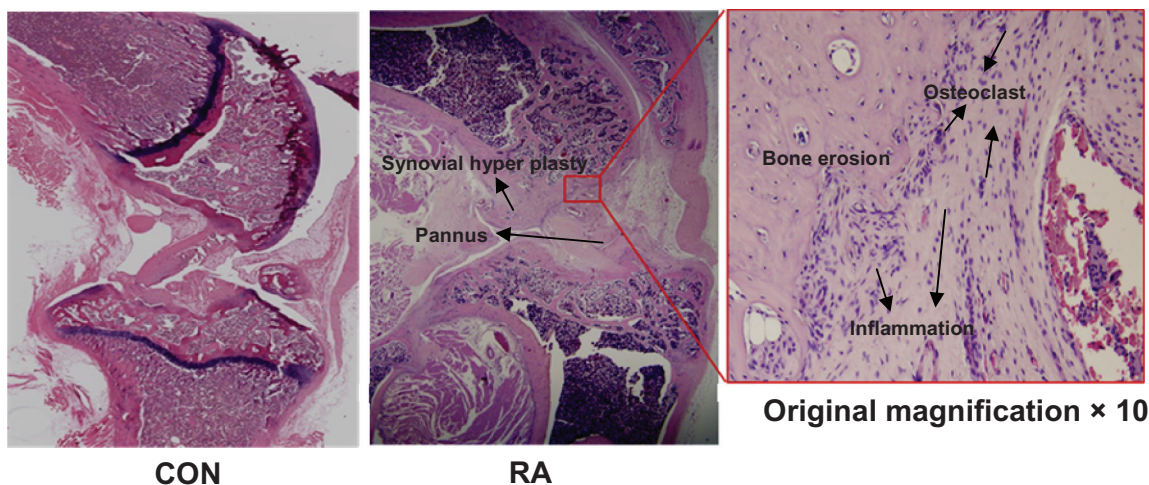 Synovial hyper plasty
Pannus
Osteoclast
Bone erosion
Inflammation
Original magnification × 10
CON
RA